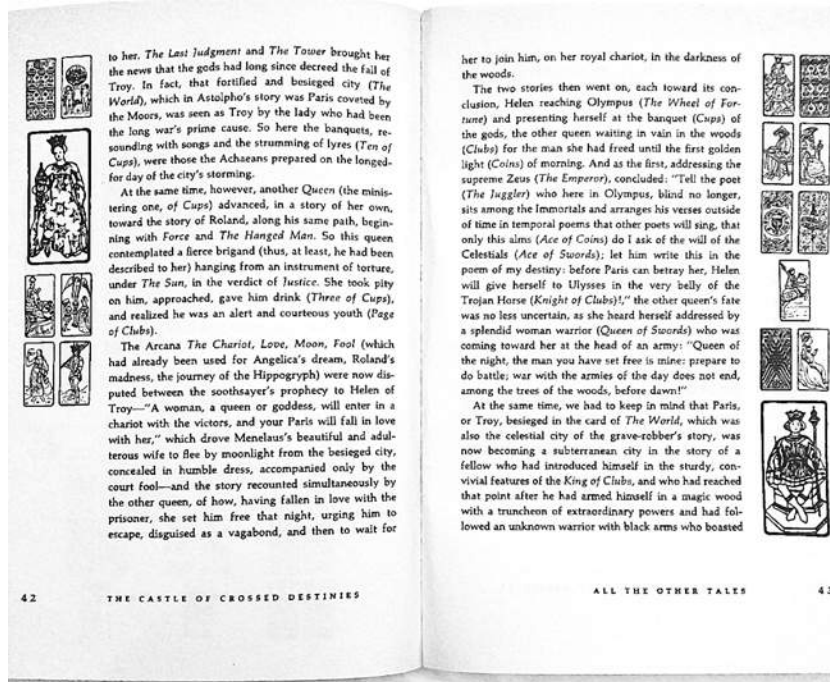 to her. The Last Judgment and The Tower brought her
the news that the gods had long since decreed the fall of
Troy. In fact, that fortified and besieged city (The
World), which in Astolpho's story was Paris coveted by
the Moors, was seen as Troy by the lady who had been
the long war's prime cause. So here the banquets, re-
sounding with songs and the strumming of lyres (Ten of
Cups), were those the Achaeans prepared on the longed-
for day of the city's storming.
At the same time, however, another Queen (the minis-
tering one, of Cups) advanced, in a story of her own,
toward the story of Roland, along his same path, begin-
ning with Force and The Hanged Man. So this queen
contemplated a fierce brigand (thus, at least, he had been
described to her) hanging from an instrument of torture,
under The Sun, in the verdict of Justice. She took pity
on him, approached, gave him drink (Three of Cups),
and realized he was an alert and courteous youth (Page
of Clubs).
The Arcana The Chariot, Love, Moon, Fool (which
had already been used for Angelica's dream, Roland's
madness, the journey of the Hippogryph) were now dis-
puted between the soothsayer's prophecy to Helen of
Troy—"A woman, a queen or goddess, will enter in a
chariot with the victors, and your Paris will fall in love
with her," which drove Menelaus's beautiful and adul-
terous wife to flee by moonlight from the besieged city,
concealed in humble dress, accompanied only by the
court fool—and the story recounted simultaneously by
the other queen, of how, having fallen in love with the
prisoner, she set him free that night, urging him to
escape, disguised as a vagabond, and then to wait for
42 THE CASTLE OF CROSSED DESTINIES
her to join him, on her royal chariot, in the darkness of
the woods.
The two stories then went on, each toward its con-
clusion, Helen reaching Olympus (The Wheel of For-
tune) and presenting herself at the banquet (Cups) of
the gods, the other queen waiting in vain in the woods
(Clubs) for the man she had freed until the first golden
light (Coins) of morning. And as the first, addressing the
supreme Zeus (The Emperor), concluded: "Tell the poet
(The Juggler) who here in Olympus, blind no longer,
sits among the Immortals and arranges his verses outside
of time in temporal poems that other poets will sing, that
only this alms (Ace of Coins) do I ask of the will of the
Celestials (Ace of Swords); let him write this in the
poem of my destiny: before Paris can betray her, Helen
will give herself to Ulysses in the very belly of the
Trojan Horse (Knight of Clubs)!," the other queen's fate
was no less uncertain, as she heard herself addressed by
a splendid woman warrior (Queen of Swords) who was
coming toward her at the head of an army: "Queen of
the night, the man you have set free is mine: prepare to
do battle; war with the armies of the day does not end,
among the trees of the woods, before dawn!"
At the same time, we had to keep in mind that Paris,
or Troy, besieged in the card of The World, which was
also the celestial city of the grave-robber's story, was
now becoming a subterranean city in the story of a
fellow who had introduced himself in the sturdy, con-
vivial features of the King of Clubs, and who had reached
that point after he had armed himself in a magic wood
with a truncheon of extraordinary powers and had fol-
lowed an unknown warrior with black arms who boasted
ALL THE OTHER TALES